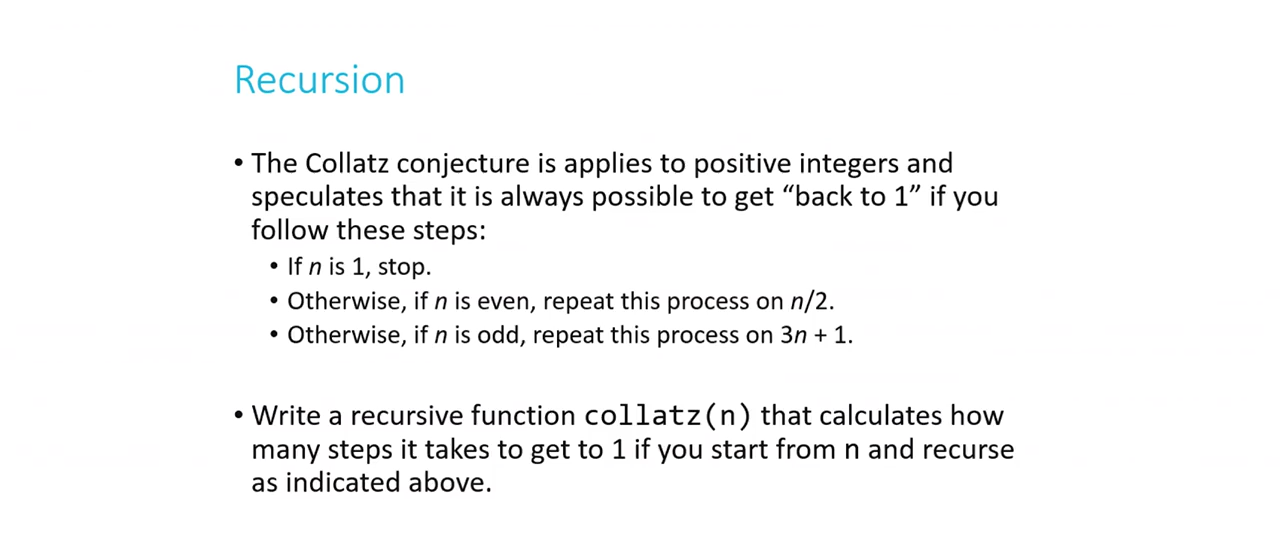 Recursion
• The Collatz conjecture is applies to positive integers and
speculates that it is always possible to get “back to 1” if you
follow these steps:
• If n is 1, stop.
• Otherwise, if n is even, repeat this process on n/2.
• Otherwise, if n is odd, repeat this process on 3n + 1.
• Write a recursive function collatz(n) that calculates how
many steps it takes to get to 1 if you start from n and recurse
as indicated above.